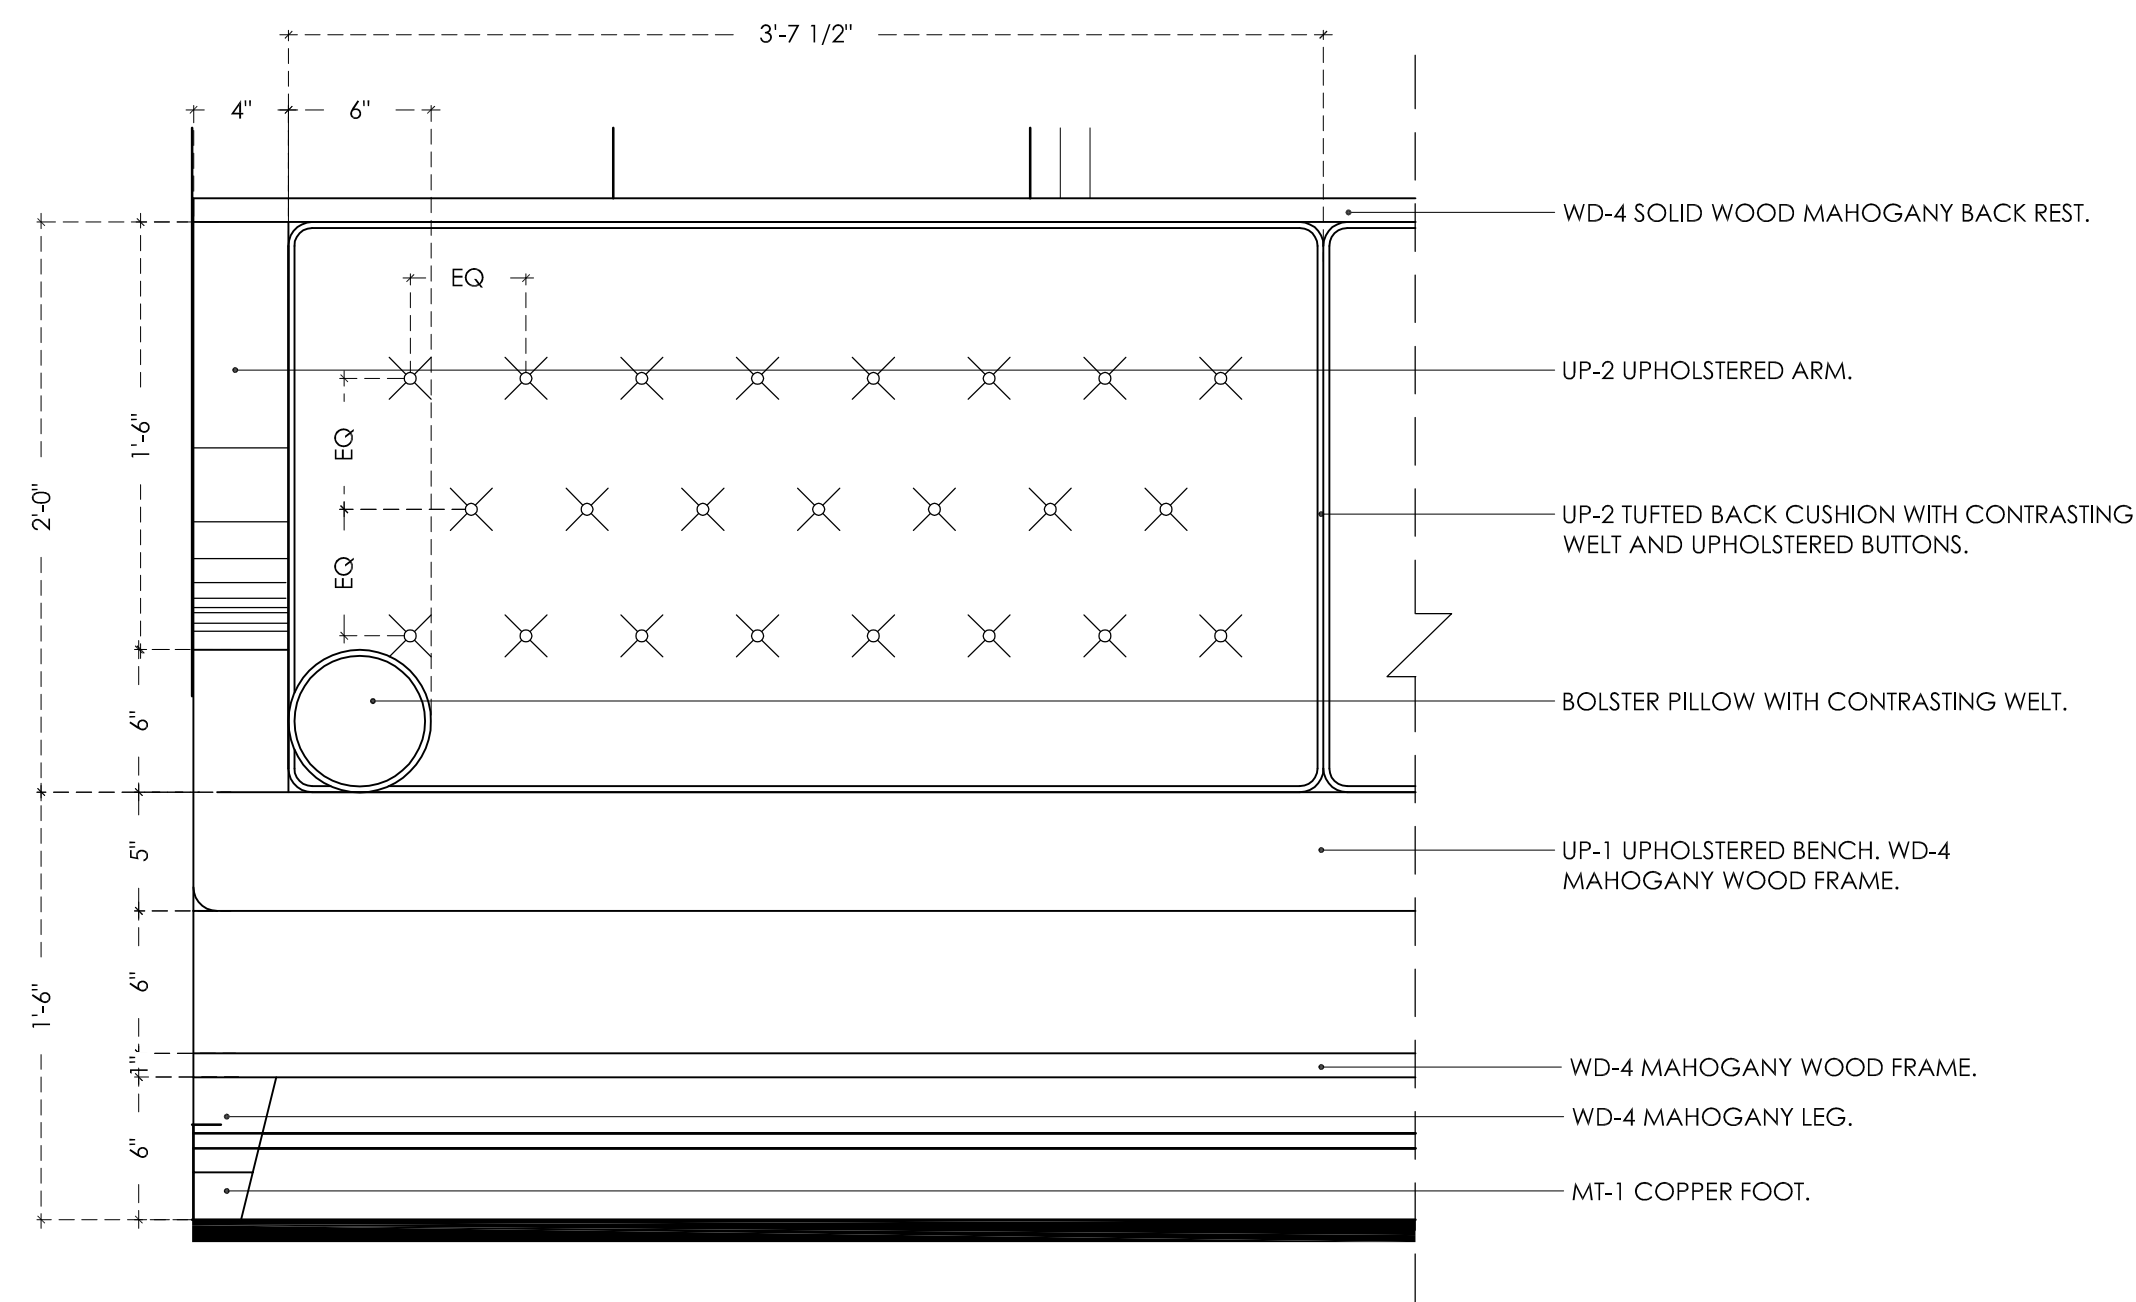 3'-7 1/2"
4"
6"
WD-4 SOLID WOOD MAHOGANY BACK REST.
EQ
UP-2 UPHOLSTERED ARM.
1'-6"
EQ
2'-0"
UP-2 TUFTED BACK CUSHION WITH CONTRASTING
WELT AND UPHOLSTERED BUTTONS.
EQ
BOLSTER PILLOW WITH CONTRASTING WELT.
6"
5"
UP-1 UPHOLSTERED BENCH. WD-4
MAHOGANY WOOD FRAME.
6"
1'-6"
1"
WD-4 MAHOGANY WOOD FRAME.
WD-4 MAHOGANY LEG.
6"
MT-1 COPPER FOOT.